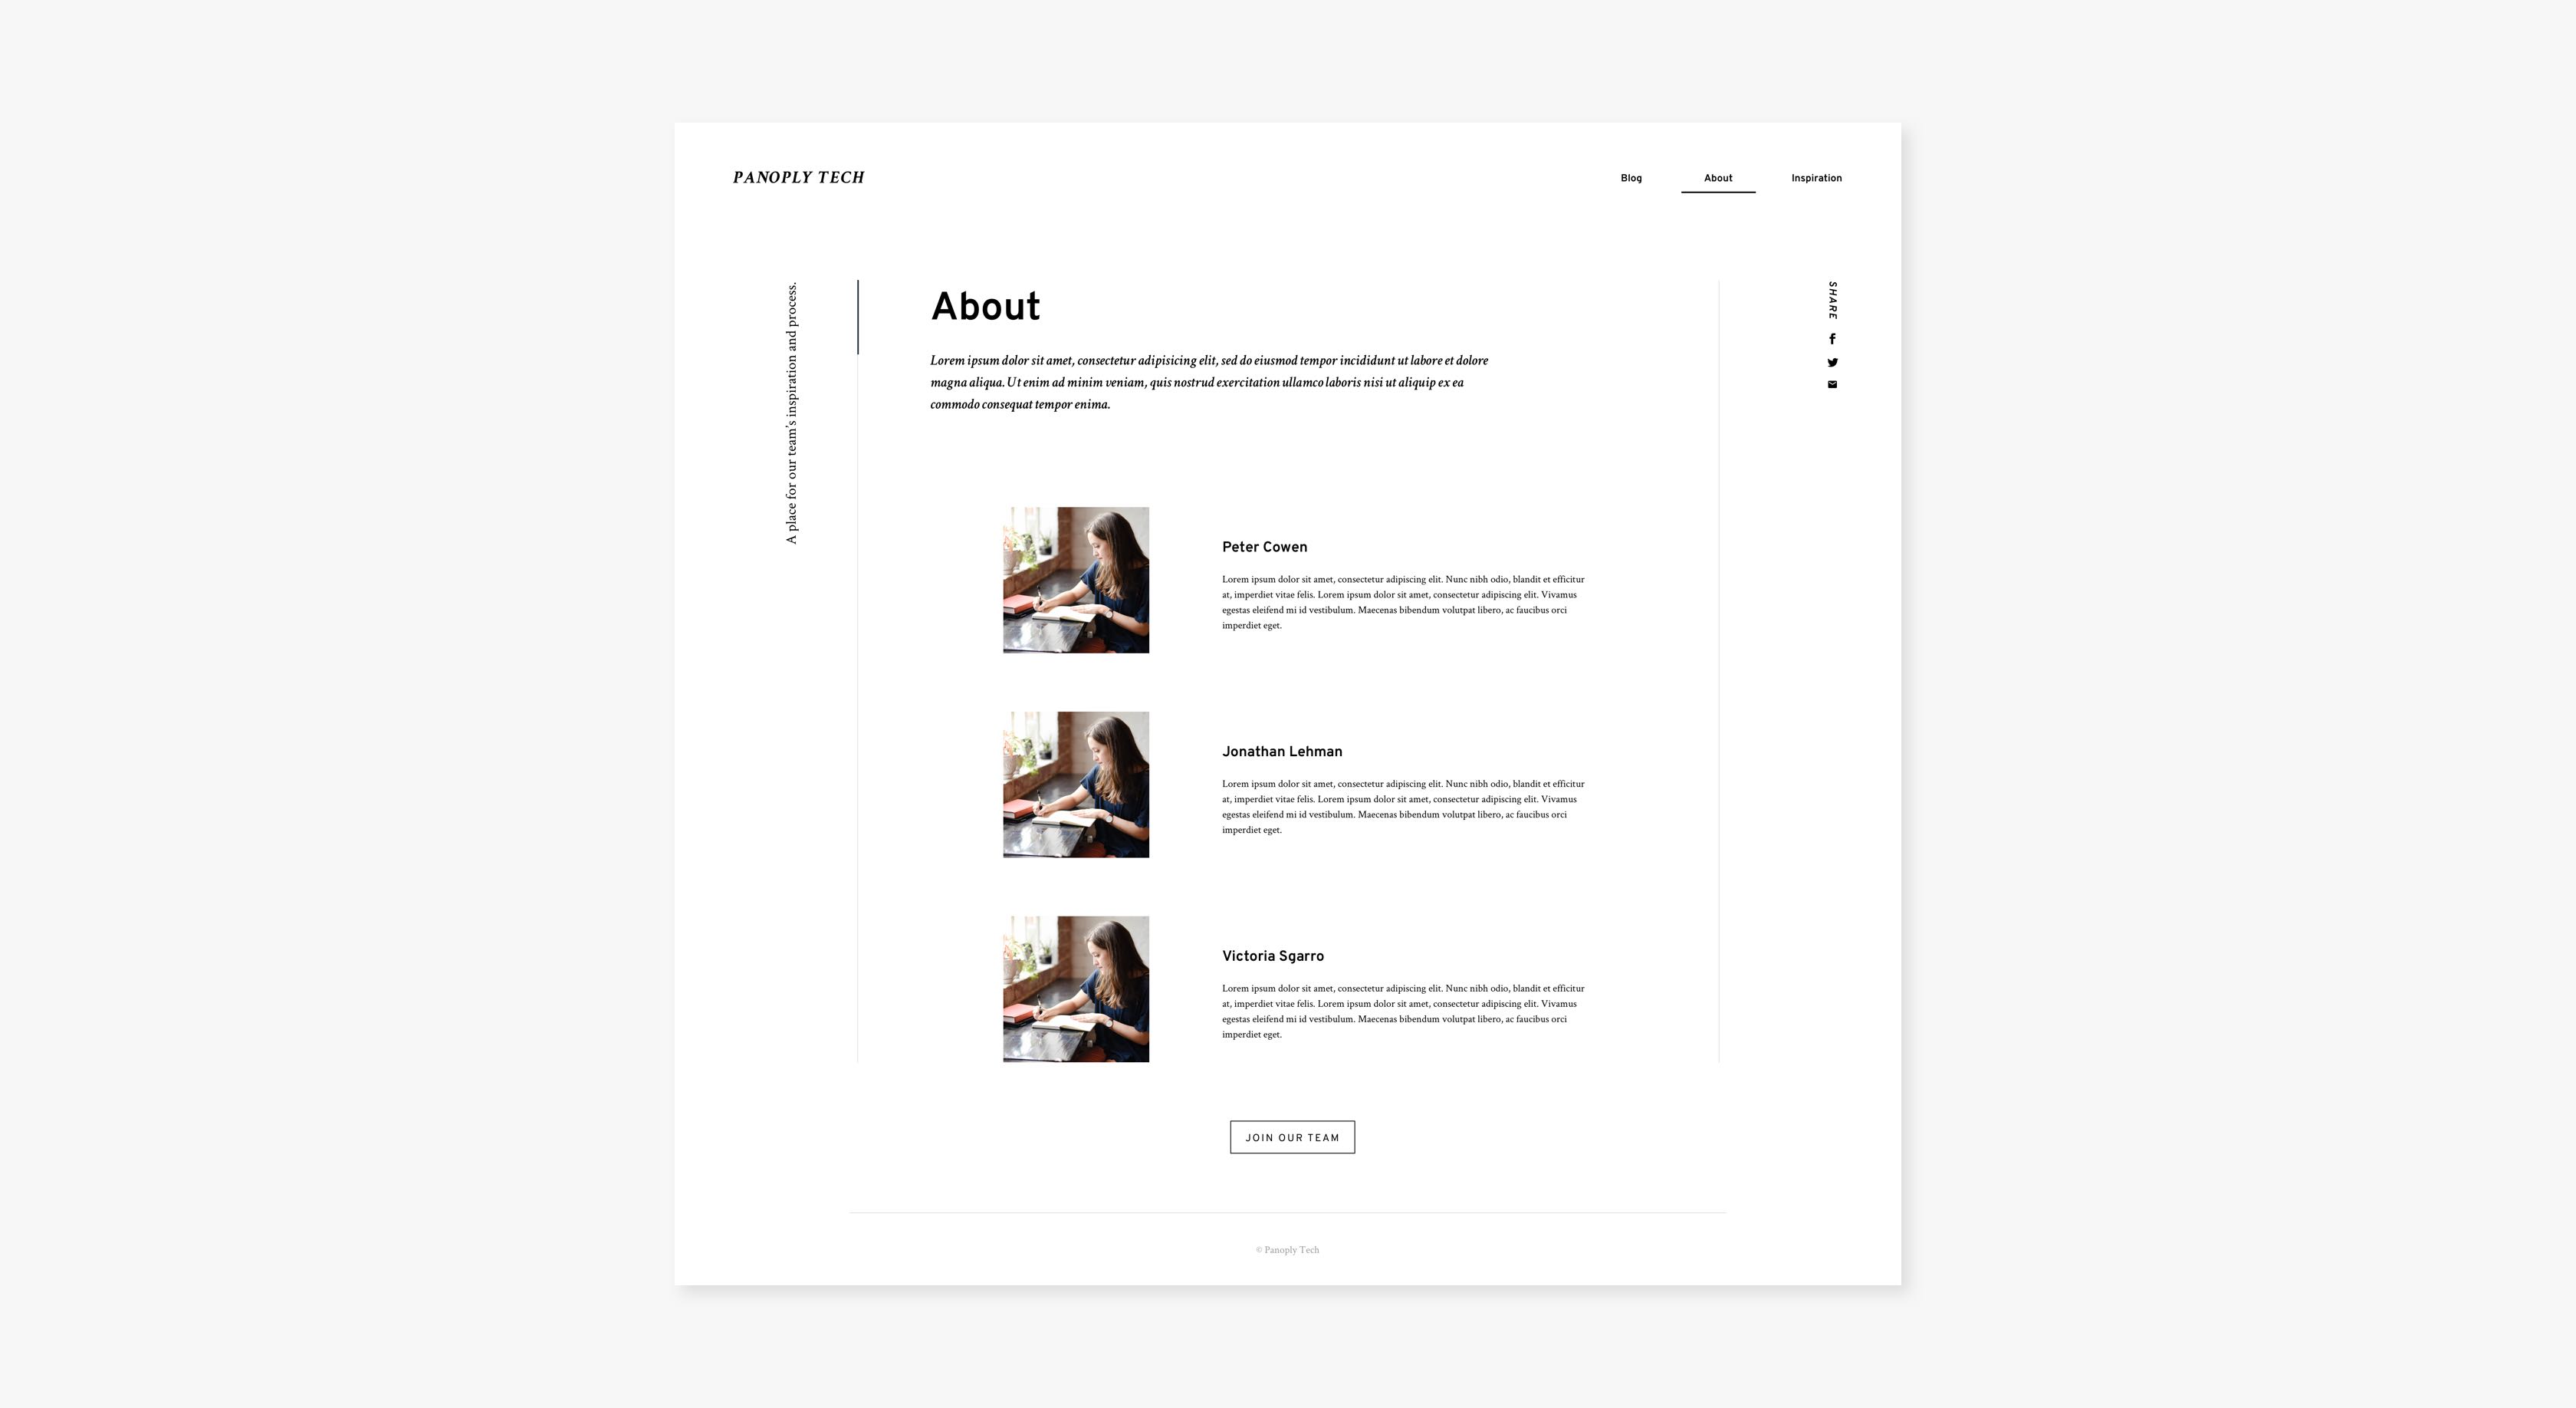 PANOPLY TECH
Blog
About
Inspiration
A place for our team's inspiration and process.
About
Lorem ipsum dolor sit amet, consectetur adipisicing elit, sed do eiusmod tempor incididunt ut labore et dolore
magna aliqua. Ut enim ad minim veniam, quis nostrud exercitation ullamco laboris nisi ut aliquip ex ea
commodo consequat tempor enima.
SHARE
Peter Cowen
Lorem ipsum dolor sit amet, consectetur adipiscing elit. Nunc nibh odio, blandit et efficitur
at, imperdiet vitae felis. Lorem ipsum dolor sit amet, consectetur adipiscing elit. Vivamus
egestas eleifend mi id vestibulum. Maecenas bibendum volutpat libero, ac faucibus orci
imperdiet eget.
Jonathan Lehman
Lorem ipsum dolor sit amet, consectetur adipiscing elit. Nunc nibh odio, blandit et efficitur
at, imperdiet vitae felis. Lorem ipsum dolor sit amet, consectetur adipiscing elit. Vivamus
egestas eleifend mi id vestibulum. Maecenas bibendum volutpat libero, ac faucibus orci
imperdiet eget.
Victoria Sgarro
Lorem ipsum dolor sit amet, consectetur adipiscing elit. Nunc nibh odio, blandit et efficitur
at, imperdiet vitae felis. Lorem ipsum dolor sit amet, consectetur adipiscing elit. Vivamus
egestas eleifend mi id vestibulum. Maecenas bibendum volutpat libero, ac faucibus orci
imperdiet eget.
JOIN OUR TEAM
© Panoply Tech